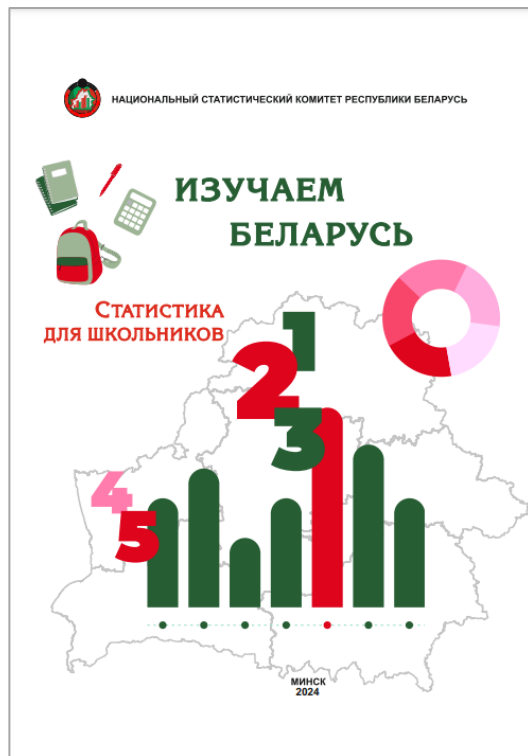 НАЦИОНАЛЬНЫЙ СТАТИСТИЧЕСКИЙ КОМИТЕТ РЕСПУБЛИКИ БЕЛАРУСЬ
ИЗУЧАЕМ
БЕЛАРУСЬ
СТАТИСТИКА
ДЛЯ ШКОЛЬНИКОВ
1
2
3
4
5
МИНСК
2024